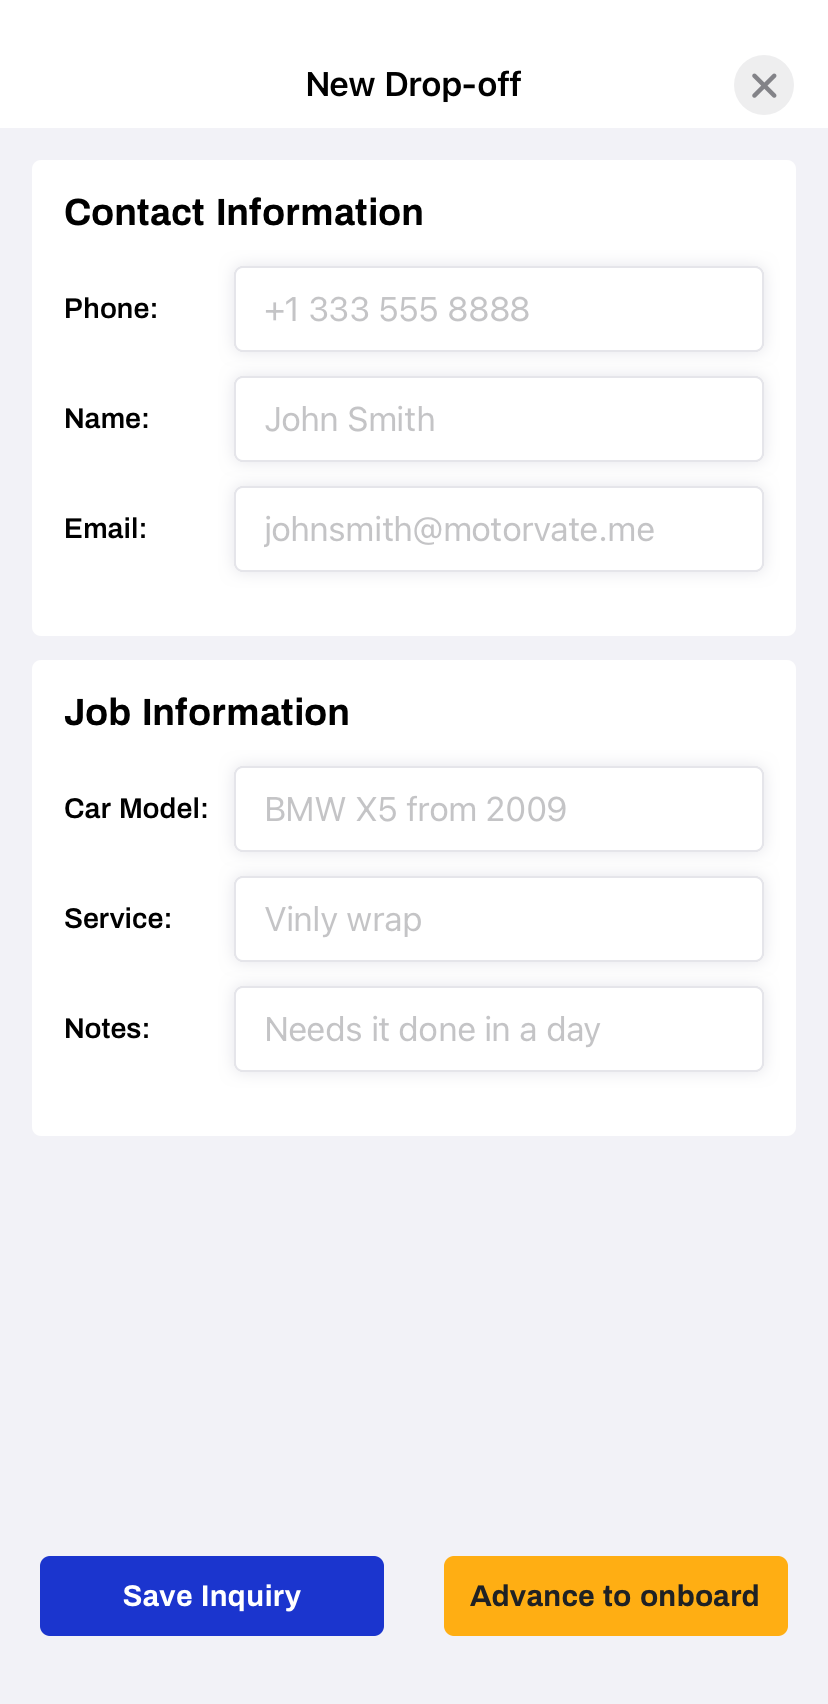 New Drop-off
Contact Information
Phone: +1 333 555 8888
Name: John Smith
Email: johnsmith@motorvate.me
Job Information
Car Model: BMW X5 from 2009
Service: Vinly wrap
Notes: Needs it done in a day
Save Inquiry Advance to onboard